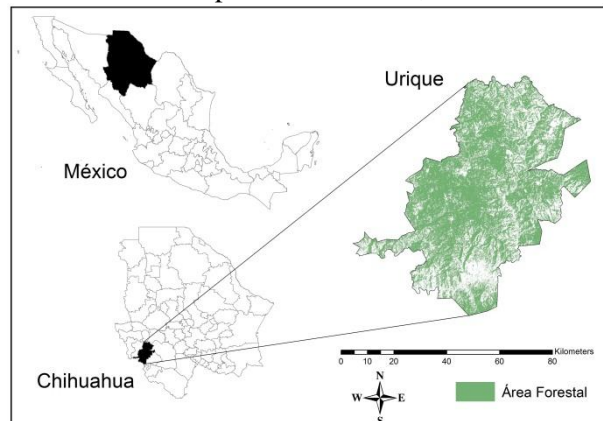 Urique
México
Chihuahua
Kilometers
0 5 10 20 40 60 80
N
W E
S
Área Forestal